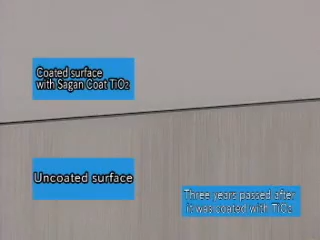 Coated surface
with Sagan Coat TiO2
Uncoated surface
Three years passed after
it was coated with TiO2